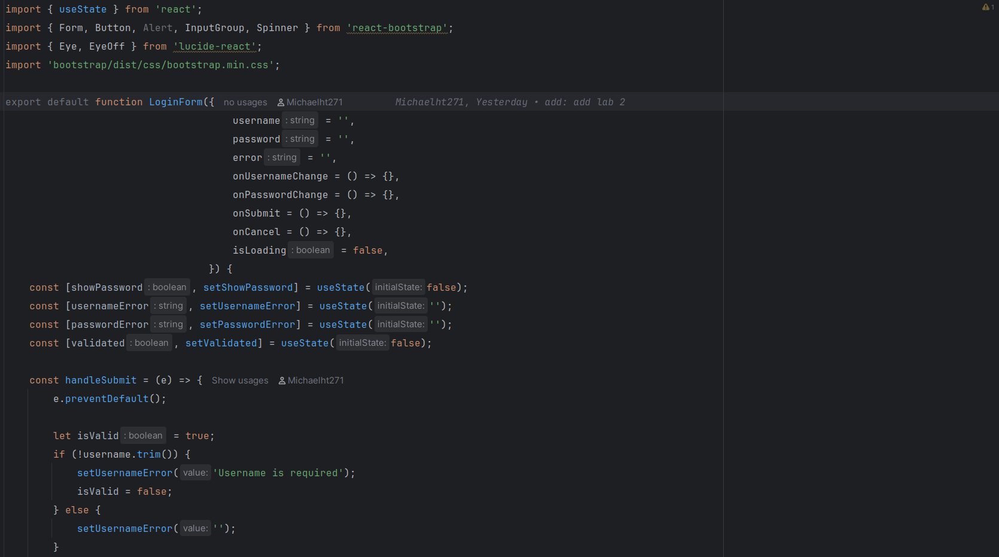 import { useState } from 'react';
import { Form, Button, Alert, InputGroup, Spinner } from 'react-bootstrap';
import { Eye, EyeOff } from 'lucide-react';
import 'bootstrap/dist/css/bootstrap.min.css';
export default function LoginForm({ no usages Michaelht271 Michaelht271, Yesterday • add: add lab 2
username : string = '',
password : string = '',
error : string = '',
onUsernameChange = () => {},
onPasswordChange = () => {},
onSubmit = () => {},
onCancel = () => {},
isLoading : boolean = false,
}) {
const [showPassword : boolean , setShowPassword] = useState( initialState: false);
const [usernameError : string , setUsernameError] = useState( initialState: '');
const [passwordError : string , setPasswordError] = useState( initialState: '');
const [validated : boolean , setValidated] = useState( initialState: false);
const handleSubmit = (e) => { Show usages Michaelht271
e.preventDefault();
let isValid : boolean = true;
if (!username.trim()) {
setUsernameError( value: 'Username is required');
isValid = false;
} else {
setUsernameError( value: '');
}
1